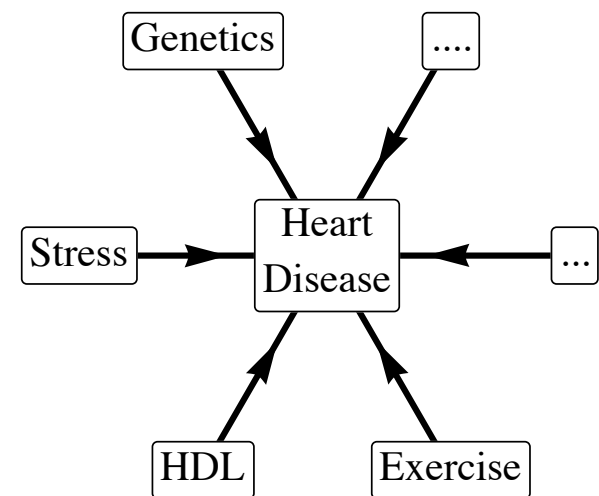 Genetics
....
Heart
Disease
Stress
...
HDL
Exercise